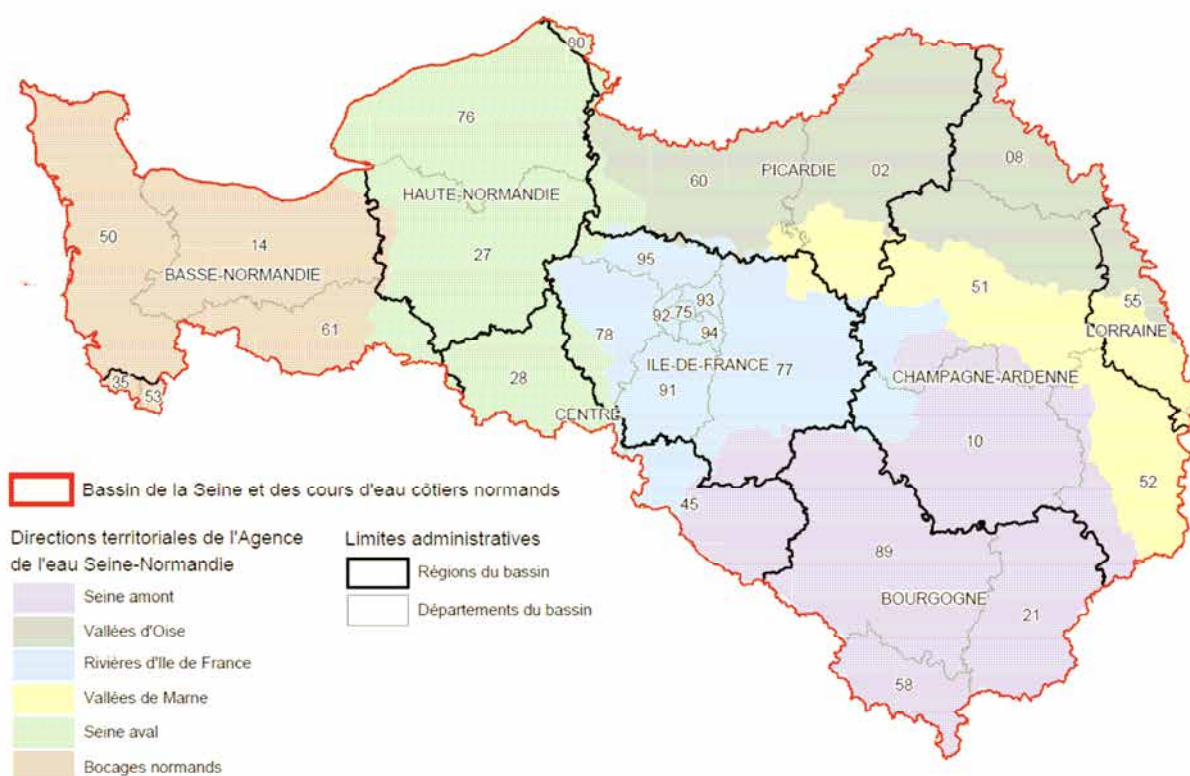 80
76
08
PICARDIE
02
60
HAUTE-NORMANDIE
50
14
27
95
BASSE-NORMANDIE
51
93
55
92
75
61
78
94
LORRAINE
ILE-DE-FRANCE
77
CHAMPAGNE-ARDENNE
35
28
91
53
CENTRE
10
52
45
89
BOURGOGNE
21
58
Bassin de la Seine et des cours d'eau côtiers normands
Directions territoriales de l'Agence
de l'eau Seine-Normandie
Seine amont
Vallées d'Oise
Rivières d'Ile de France
Vallées de Marne
Seine aval
Bocages normands
Limites administratives
Régions du bassin
Départements du bassin